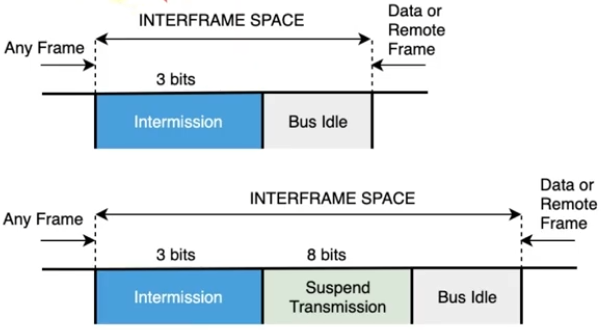 INTERFRAME SPACE
Data or
Remote
Frame
Any Frame
3 bits
Intermission
Bus Idle
INTERFRAME SPACE
Data or
Remote
Frame
Any Frame
3 bits
8 bits
Intermission
Suspend
Transmission
Bus Idle